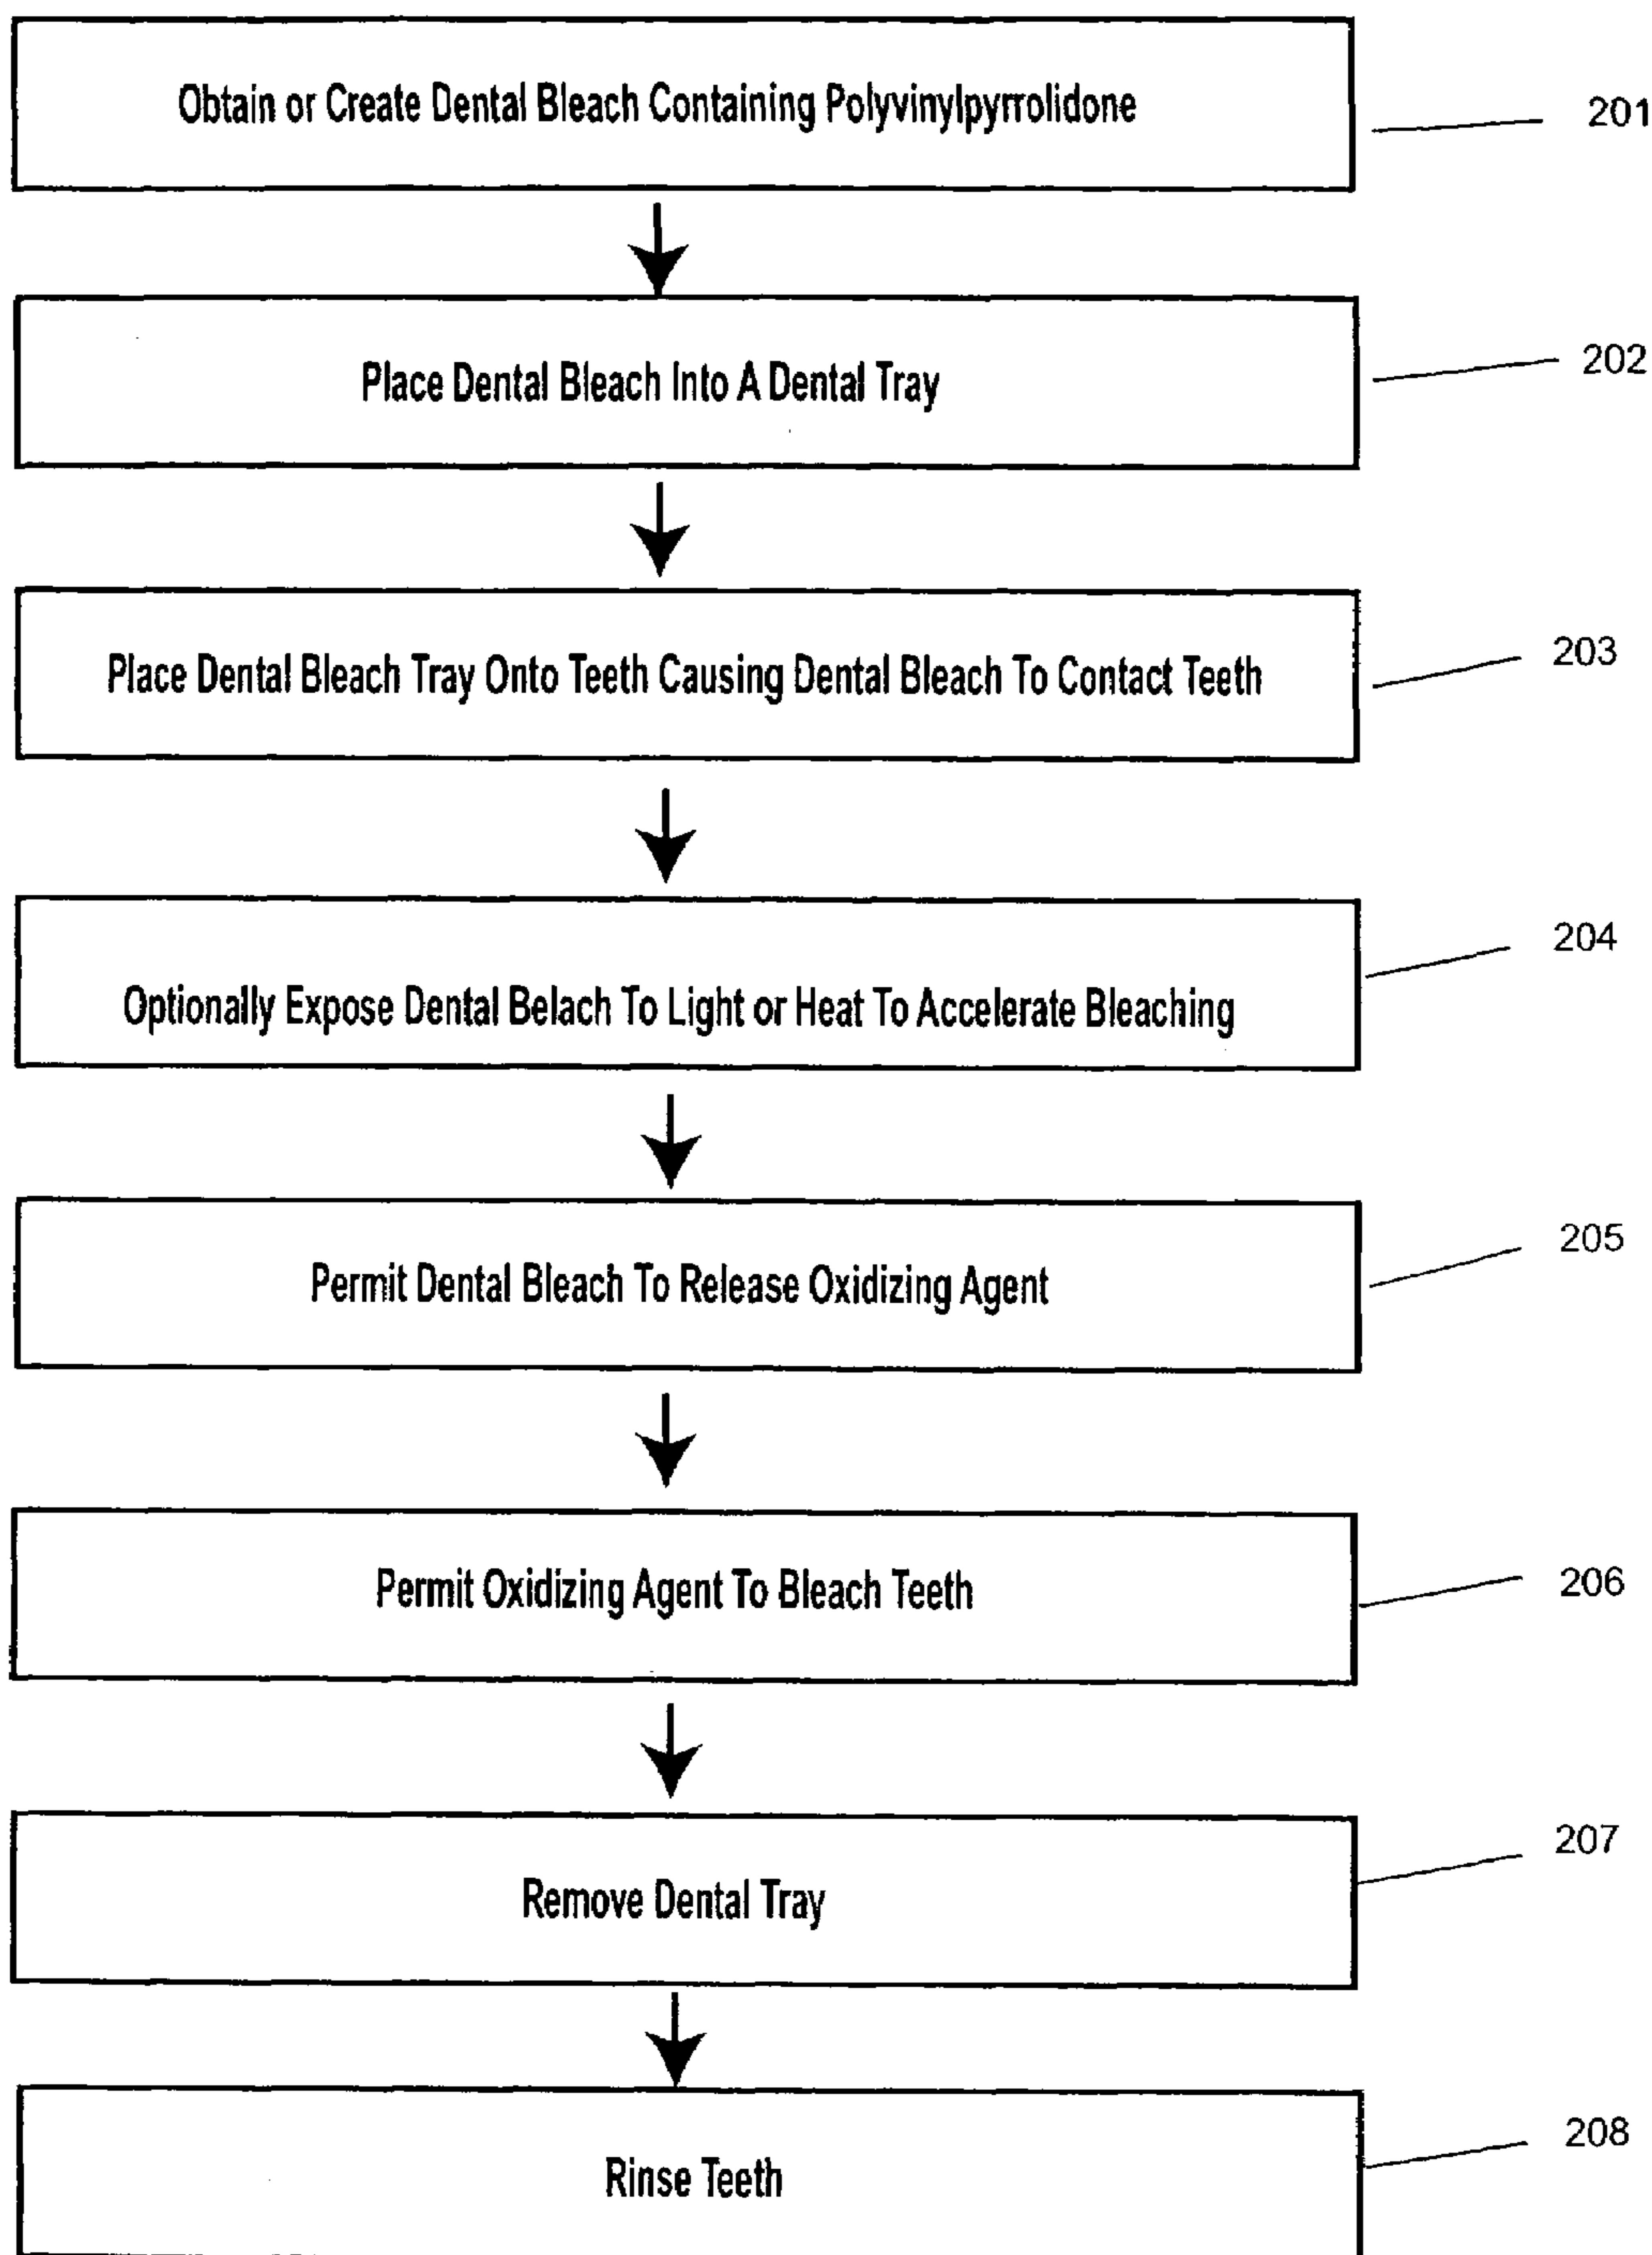 Obtain or Create Dental Bleach Containing Polyvinylpyrrolidone
201
Place Dental Bleach Into A Dental Tray
202
Place Dental Bleach Tray Onto Teeth Causing Dental Bleach To Contact Teeth
203
Optionally Expose Dental Belach To Light or Heat To Accelerate Bleaching
204
Permit Dental Bleach To Release Oxidizing Agent
205
Permit Oxidizing Agent To Bleach Teeth
206
Remove Dental Tray
207
Rinse Teeth
208